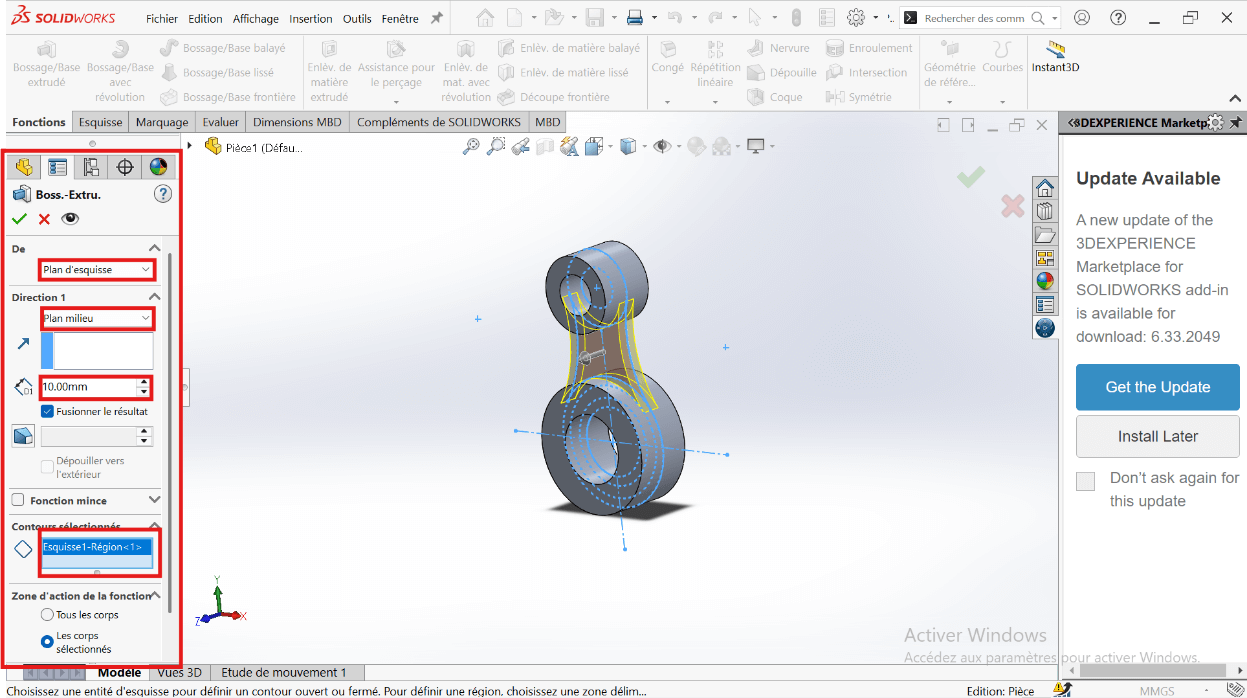 SOLIDWORKS
Fichier Edition Affichage Insertion Outils Fenêtre
Rechercher des comm
Bossage/Base extrudé
Bossage/Base avec révolution
Bossage/Base balayé
Bossage/Base lissé
Bossage/Base frontière
Enlèv. de matière extrudé
Assistance pour le perçage
Enlèv. de mat. avec révolution
Enlèv. de matière balayé
Enlèv. de matière lissé
Découpe frontière
Congé
Répétition linéaire
Nervure
Dépouille
Coque
Enroulement
Intersection
Symétrie
Géométrie de référe...
Courbes
Instant3D
Fonctions Esquisse Marquage Evaluer Dimensions MBD Compléments de SOLIDWORKS MBD
Pièce1 (Défau...
Boss.-Extru.
De
Plan d'esquisse
Direction 1
Plan milieu
D1
10.00mm
Fusionner le résultat
Dépouiller vers
l'extérieur
Fonction mince
Contours sélectionnés
Esquisse1-Région<1>
Zone d'action de la fonction
Tous les corps
Les corps
sélectionnés
Y
X
Z
3DEXPERIENCE Marketp
Update Available
A new update of the
3DEXPERIENCE
Marketplace for
SOLIDWORKS add-in
is available for
download: 6.33.2049
Get the Update
Install Later
Don't ask again for
this update
Activer Windows
Accédez aux paramètres pour activer Windows.
Modèle Vues 3D Etude de mouvement 1
Choisissez une entité d'esquisse pour définir un contour ouvert ou fermé. Pour définir une région, choisissez une zone délim...
Edition: Pièce
MMGS